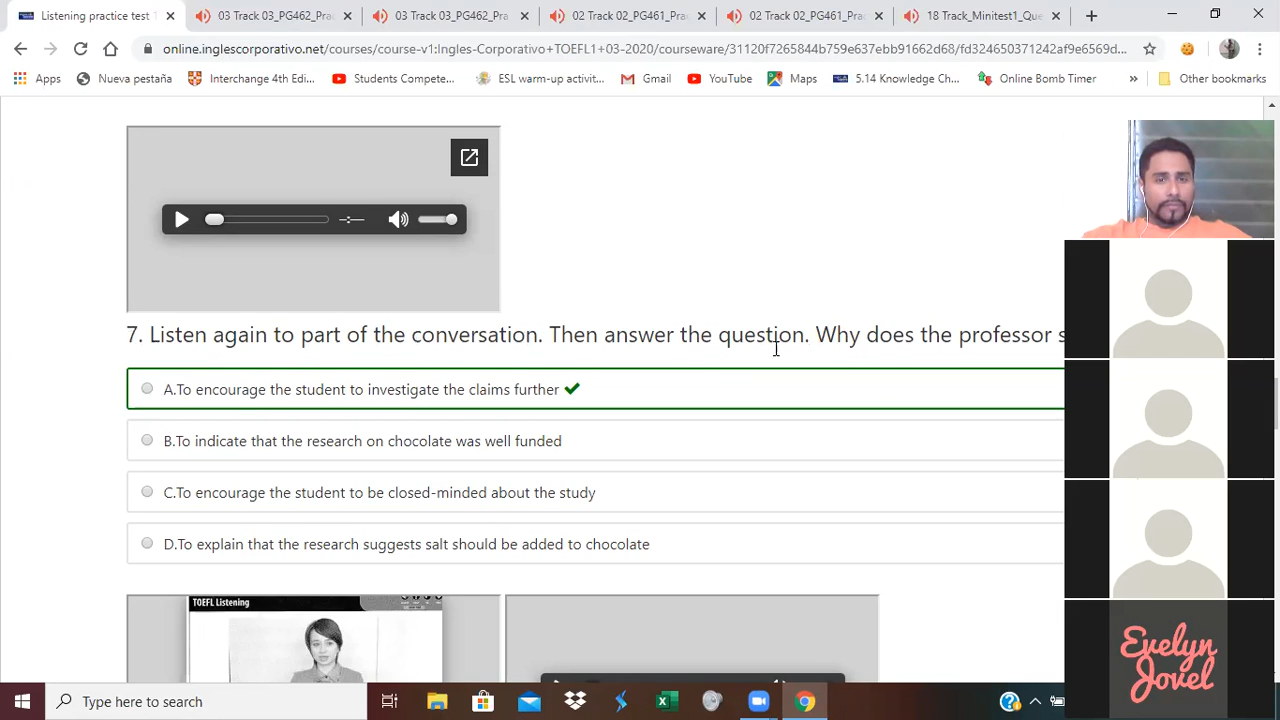 Listening practice test 1
03 Track 03_PG462_Pra
03 Track 03_PG462_Pra
02 Track 02_PG461_Pra
02 Track 02_PG461_Pra
18 Track_Minitest1_Que
online.inglescorporativo.net/courses/course-v1:Ingles-Corporativo+TOEFL1+03-2020/courseware/31120f7265844b759e637ebb91662d68/fd324650371242af9e6569d...
Apps
Nueva pestaña
Interchange 4th Edi...
Students Compete...
ESL warm-up activit...
Gmail
YouTube
Maps
5.14 Knowledge Ch...
Online Bomb Timer
Other bookmarks
7. Listen again to part of the conversation. Then answer the question. Why does the professor s
A.To encourage the student to investigate the claims further
B.To indicate that the research on chocolate was well funded
C.To encourage the student to be closed-minded about the study
D.To explain that the research suggests salt should be added to chocolate
TOEFL Listening
Evelyn
Jovel
Type here to search